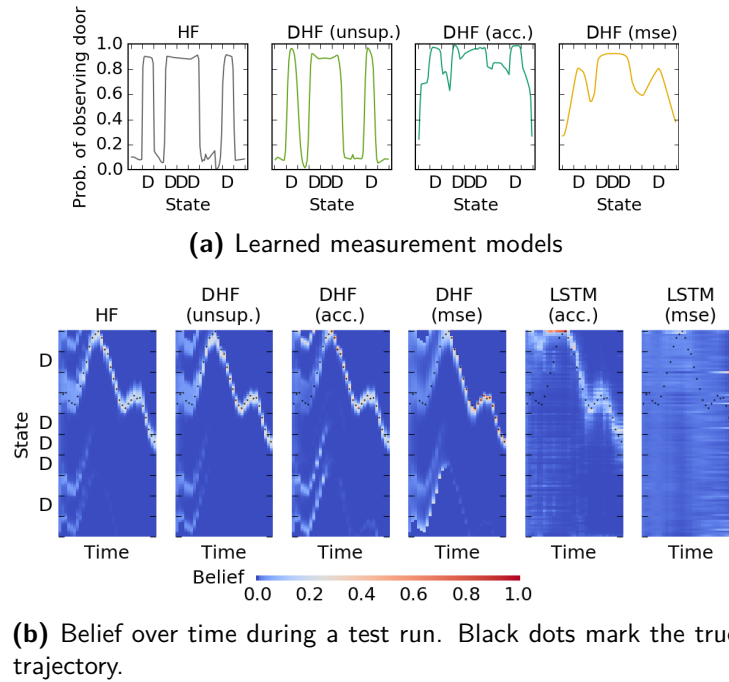 HF
DHF (unsup.)
DHF (acc.)
DHF (mse)
Prob. of observing door
1.0
0.8
0.6
0.4
0.2
0.0
D DDD D
D DDD D
D DDD D
D DDD D
State
State
State
State
(a) Learned measurement models
HF
DHF
(unsup.)
DHF
(acc.)
DHF
(mse)
LSTM
(acc.)
LSTM
(mse)
State
D
D
D
D
D
Time
Time
Time
Time
Time
Time
Belief
0.0 0.2 0.4 0.6 0.8 1.0
(b) Belief over time during a test run. Black dots mark the true
trajectory.